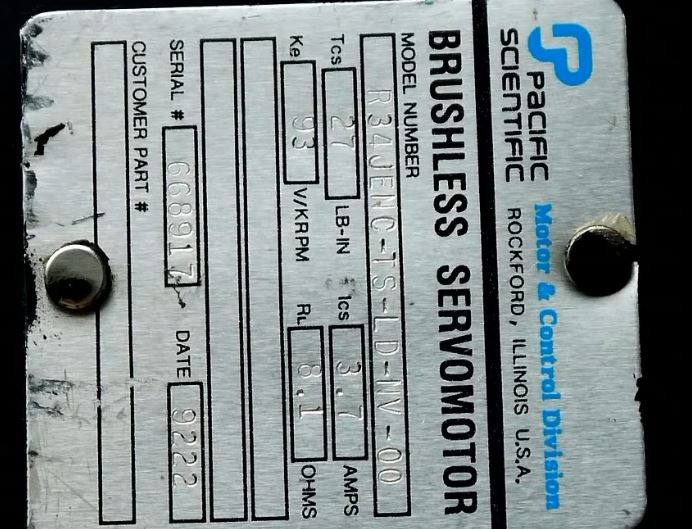 PACIFIC SCIENTIFIC
Motor & Control Division
ROCKFORD, ILLINOIS U.S.A.
BRUSHLESS SERVOMOTOR
MODEL NUMBER
R34JENC-TS-LD-NV-00
Tcs 27 LB-IN Ics 3.7 AMPS
Ke 93 V/KRPM RL 8.1 OHMS
SERIAL # 668917 DATE 9222
CUSTOMER PART #